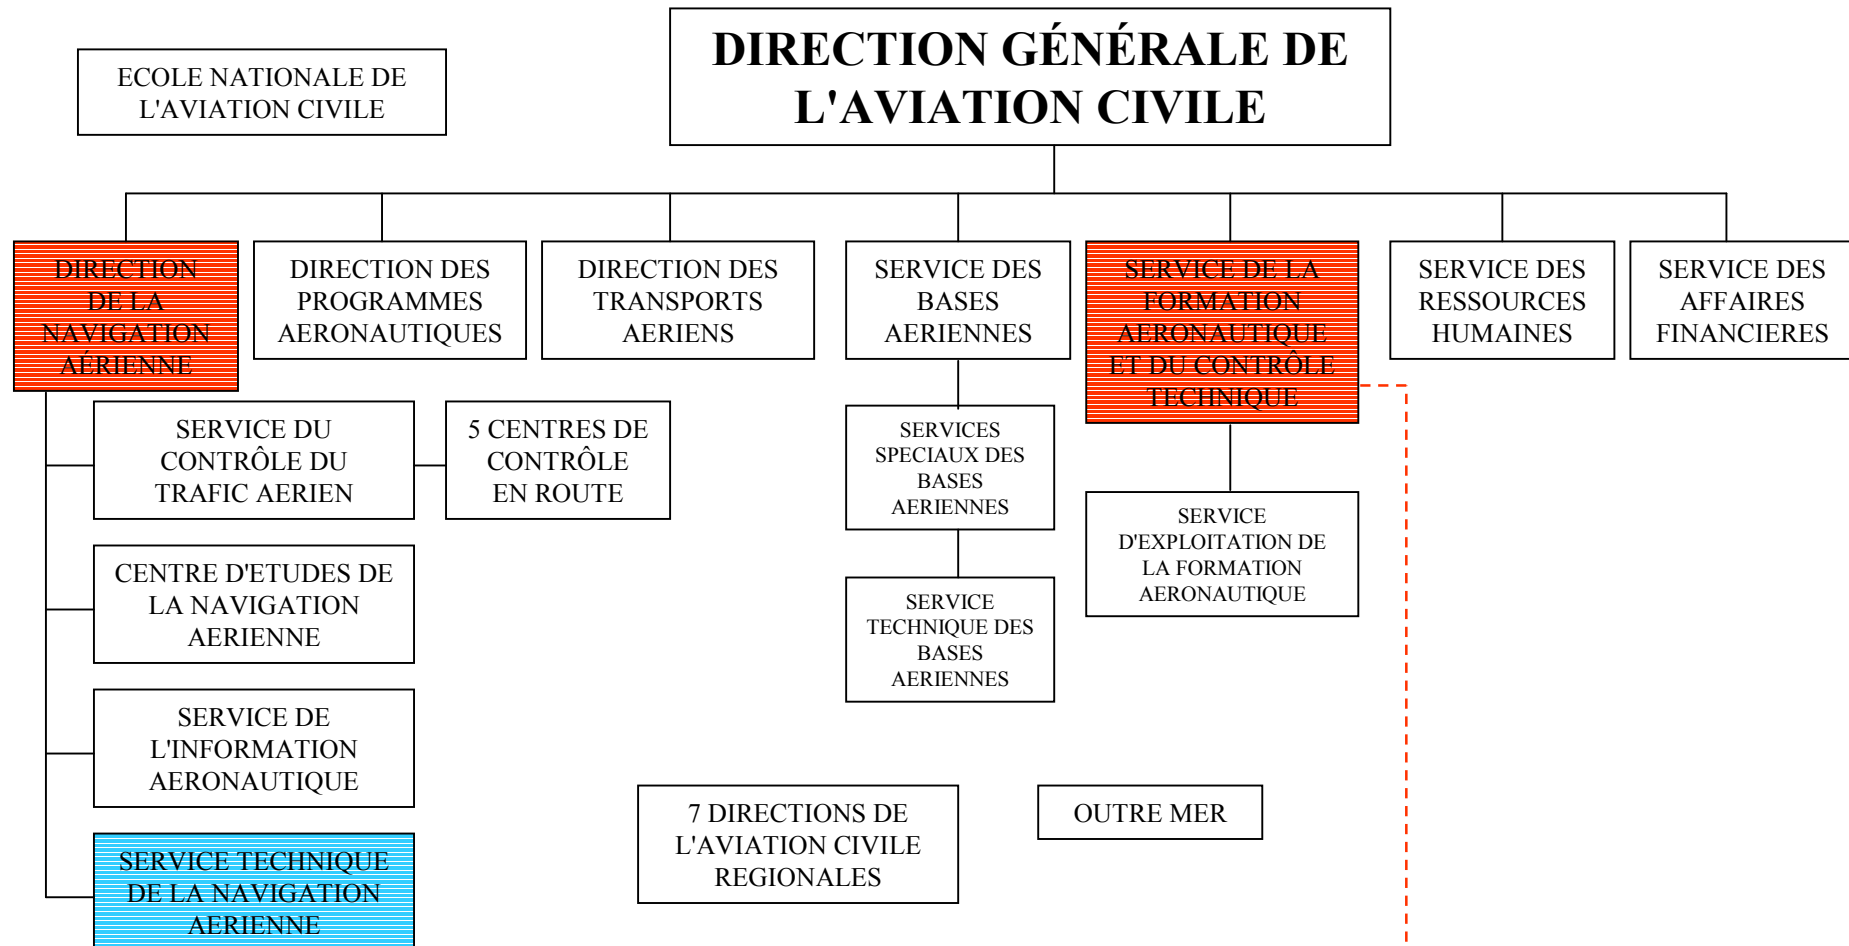 ECOLE NATIONALE DE
L'AVIATION CIVILE
DIRECTION GÉNÉRALE DE
L'AVIATION CIVILE
DIRECTION
DE LA
NAVIGATION
AÉRIENNE
DIRECTION DES
PROGRAMMES
AERONAUTIQUES
DIRECTION DES
TRANSPORTS
AERIENS
SERVICE DES
BASES
AERIENNES
SERVICE DE LA
FORMATION
AERONAUTIQUE
ET DU CONTRÔLE
TECHNIQUE
SERVICE DES
RESSOURCES
HUMAINES
SERVICE DES
AFFAIRES
FINANCIERES
SERVICE DU
CONTRÔLE DU
TRAFIC AERIEN
5 CENTRES DE
CONTRÔLE
EN ROUTE
SERVICES
SPECIAUX DES
BASES
AERIENNES
SERVICE
D'EXPLOITATION DE
LA FORMATION
AERONAUTIQUE
CENTRE D'ETUDES DE
LA NAVIGATION
AERIENNE
SERVICE
TECHNIQUE DES
BASES
AERIENNES
SERVICE DE
L'INFORMATION
AERONAUTIQUE
7 DIRECTIONS DE
L'AVIATION CIVILE
REGIONALES
OUTRE MER
SERVICE TECHNIQUE
DE LA NAVIGATION
AERIENNE